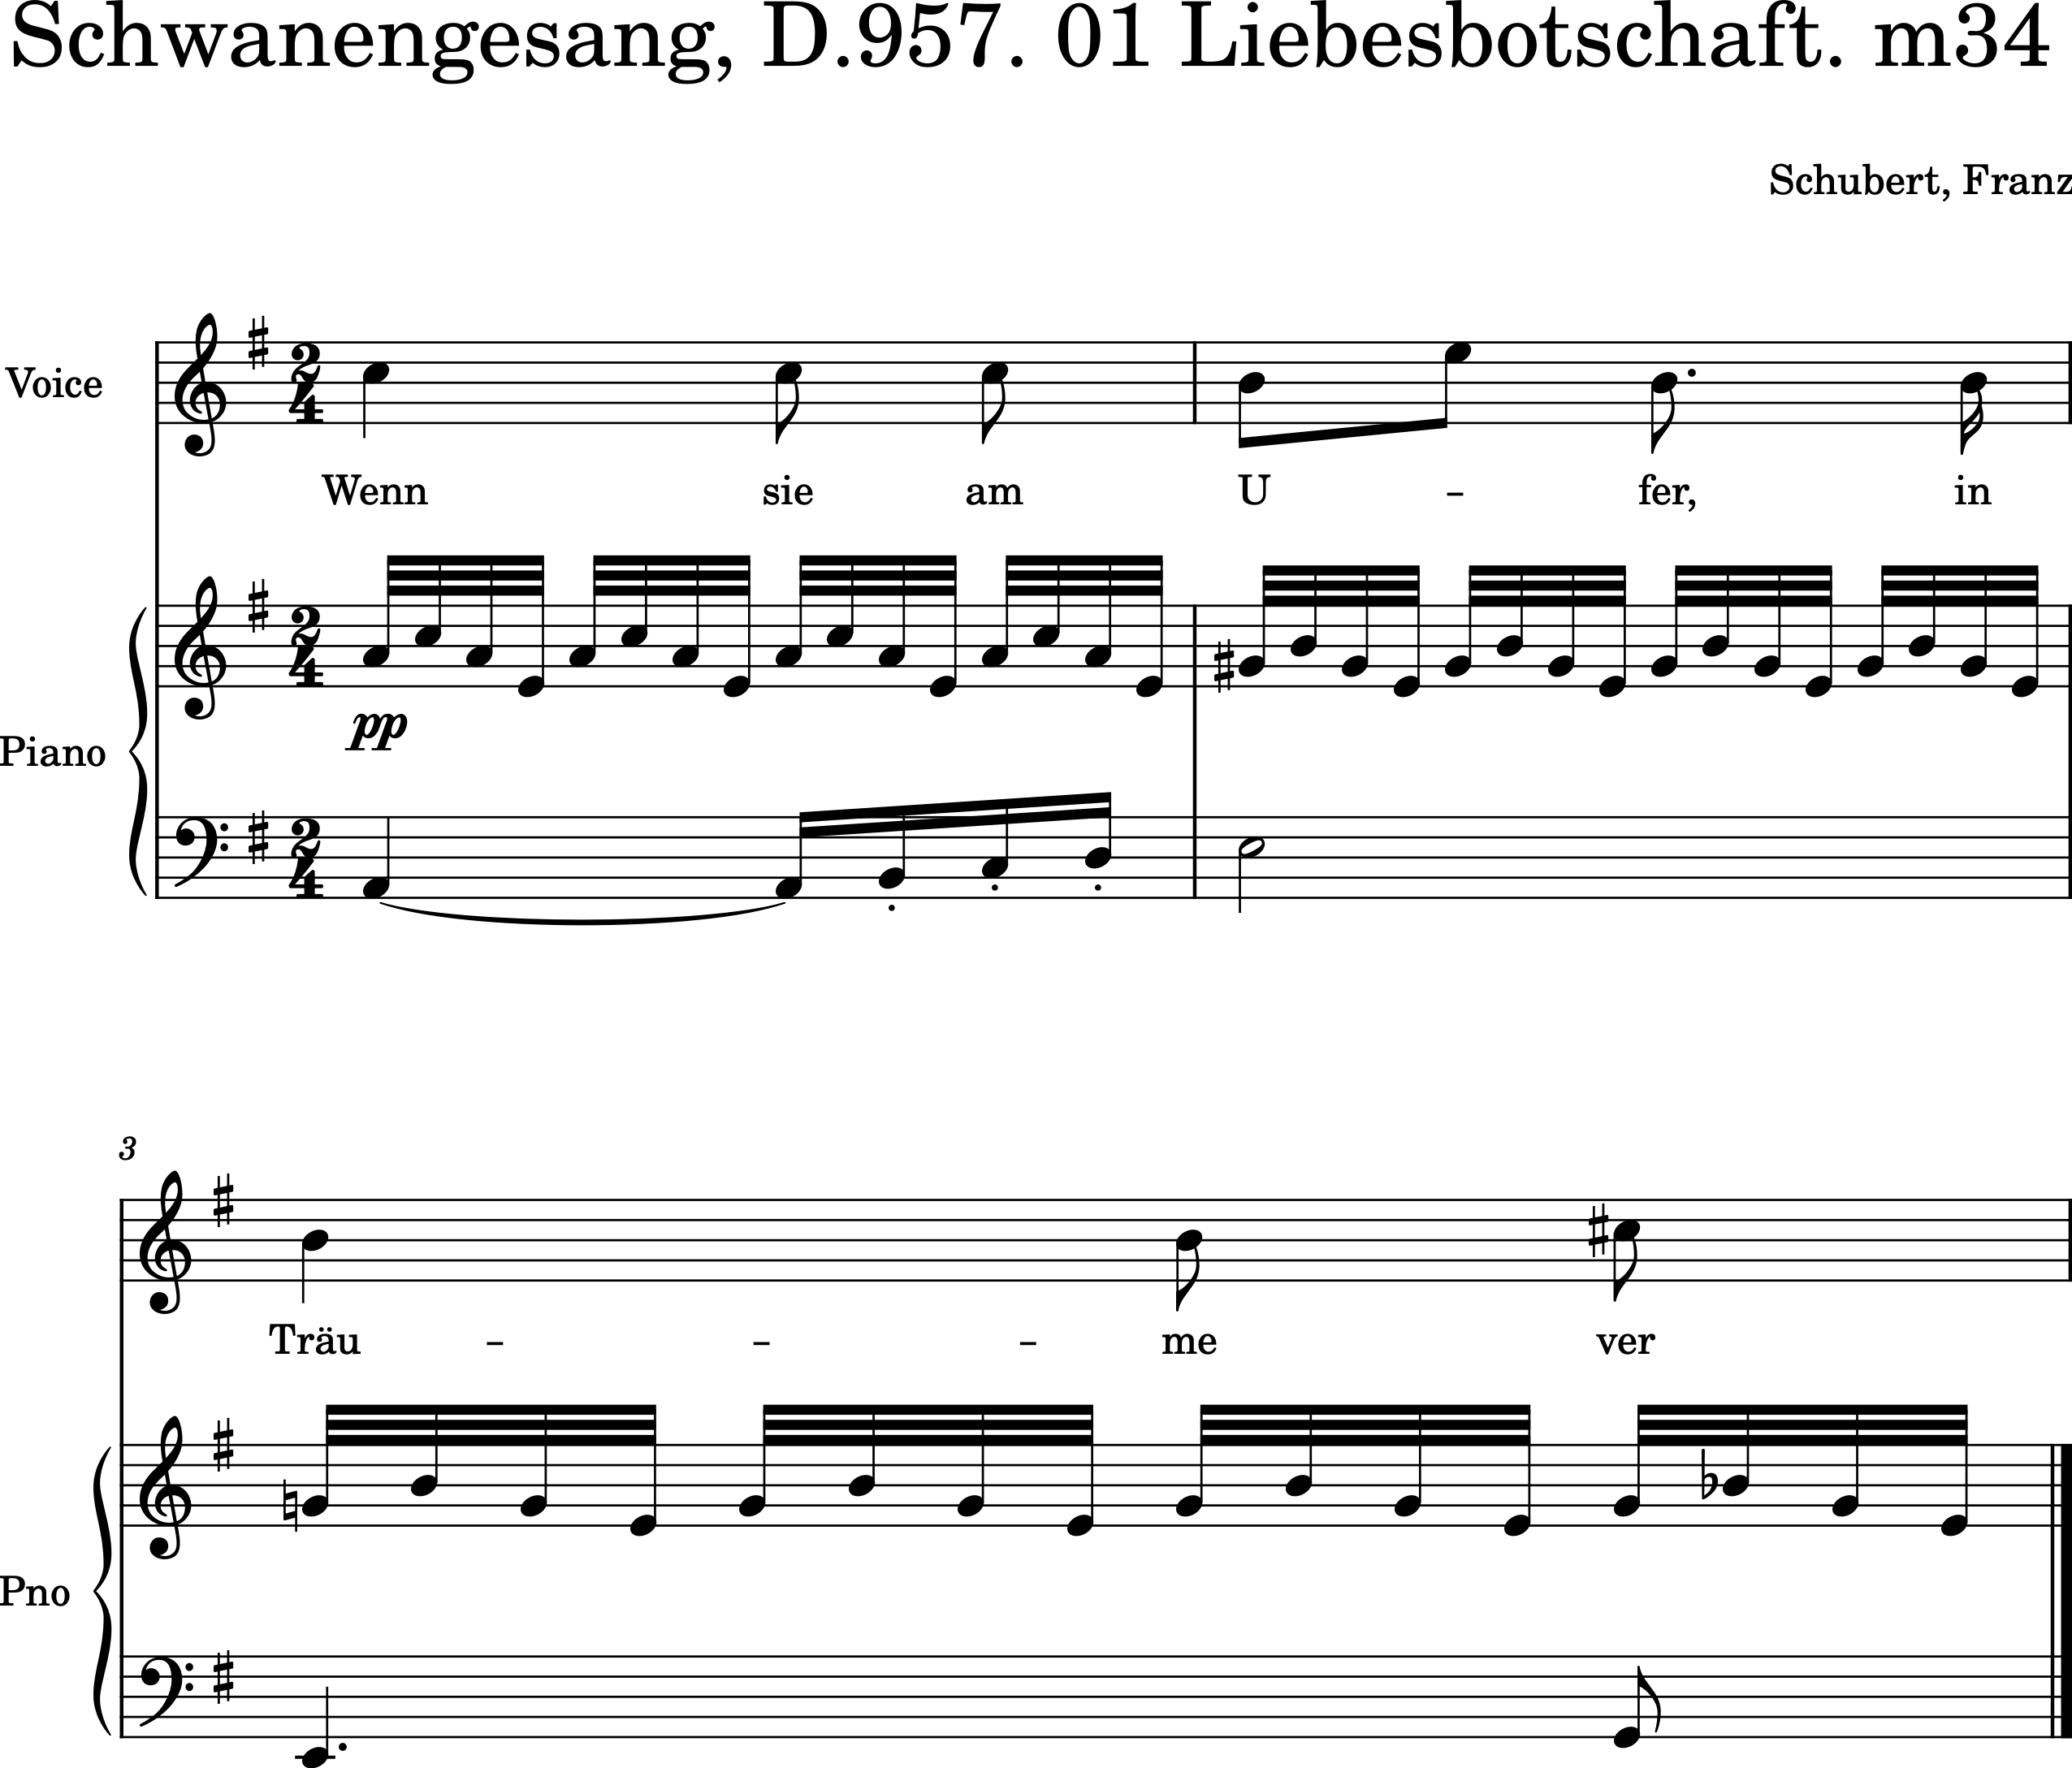 Schwanengesang, D.957. 01 Liebesbotschaft. m34
Schubert, Franz
Voice
Wenn sie am U – fer, in
pp
Piano
3
Träu – – – me ver
Pno